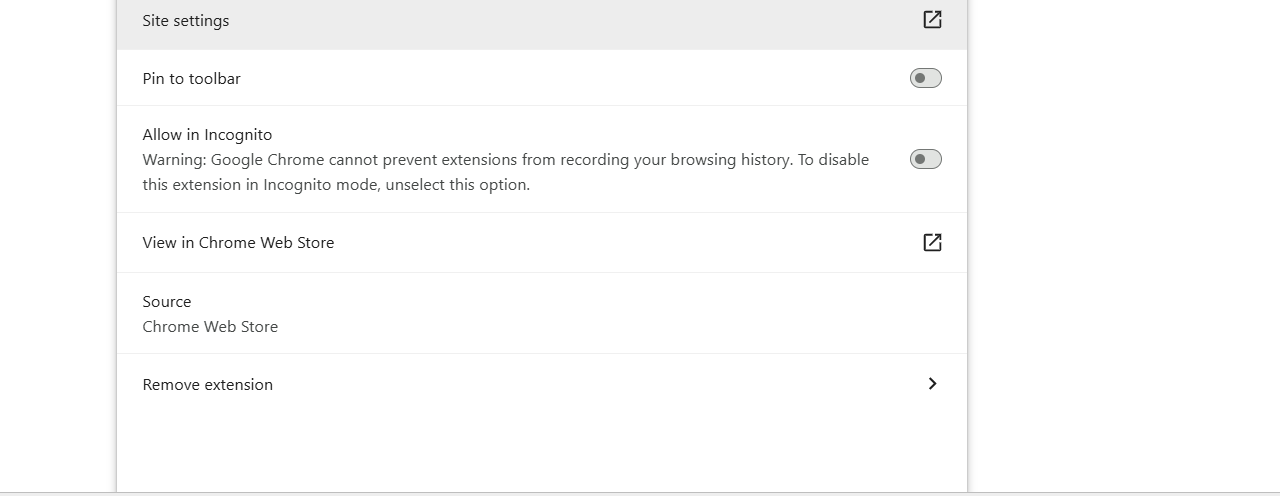 Site settings
Pin to toolbar
Allow in Incognito
Warning: Google Chrome cannot prevent extensions from recording your browsing history. To disable
this extension in Incognito mode, unselect this option.
View in Chrome Web Store
Source
Chrome Web Store
Remove extension